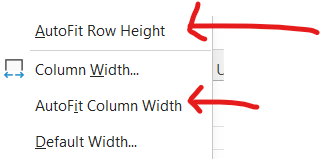 AutoFit Row Height
Column Width...
U
AutoFit Column Width
Default Width...